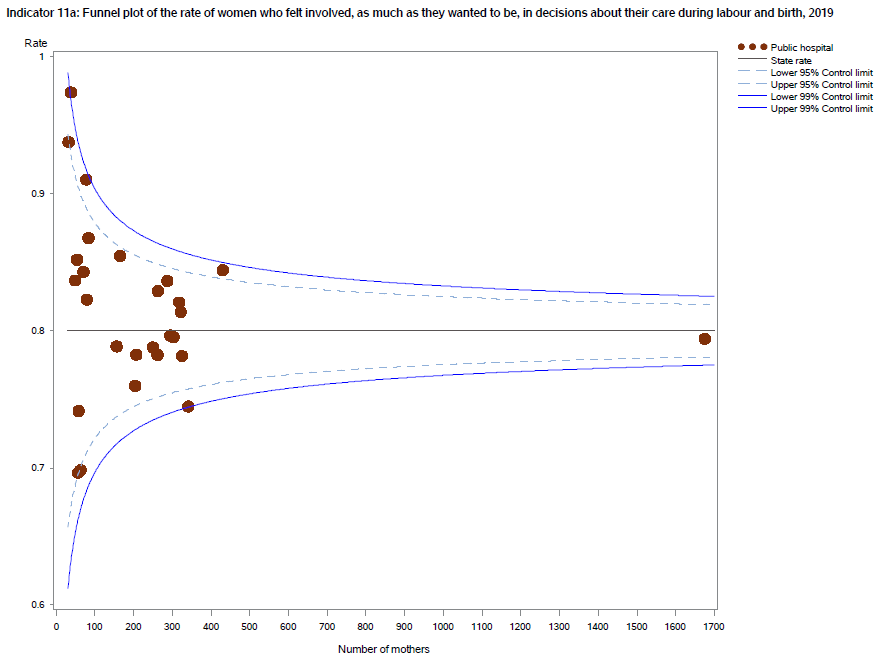 Indicator 11a: Funnel plot of the rate of women who felt involved, as much as they wanted to be, in decisions about their care during labour and birth, 2019
Rate
Public hospital
State rate
Lower 95% Control limit
Upper 95% Control limit
Lower 99% Control limit
Upper 99% Control limit
1
0.9
0.8
0.7
0.6
0 100 200 300 400 500 600 700 800 900 1000 1100 1200 1300 1400 1500 1600 1700
Number of mothers